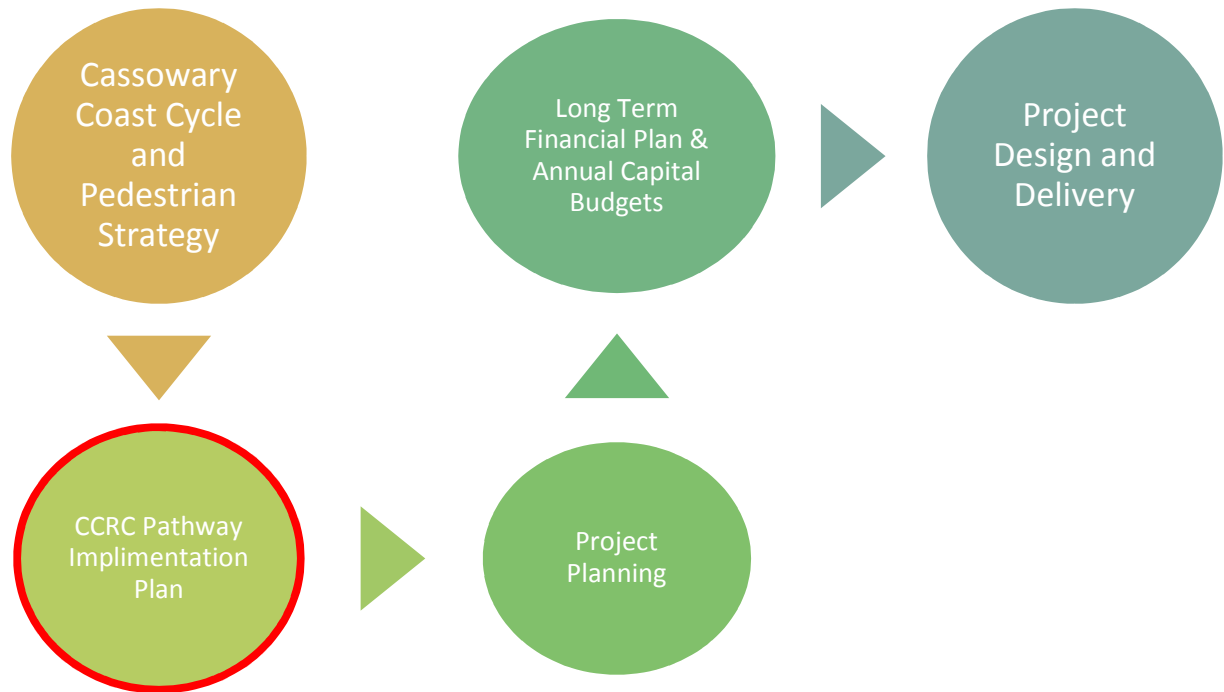 Cassowary
Coast Cycle
and
Pedestrian
Strategy
CCRC Pathway
Implimentation
Plan
Project
Planning
Long Term
Financial Plan &
Annual Capital
Budgets
Project
Design and
Delivery